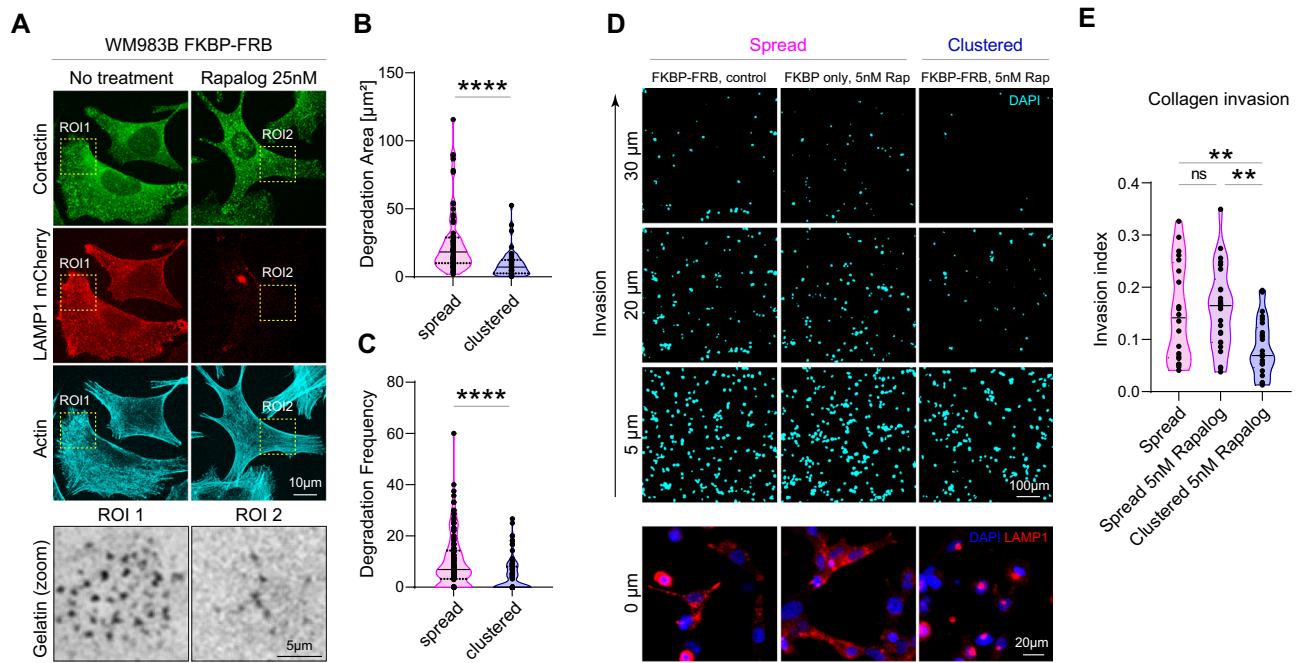 A
WM983B FKBP-FRB
No treatment
Rapalog 25nM
Cortactin
ROI1
ROI2
LAMP1 mCherry
ROI1
ROI2
Actin
ROI1
ROI2
10µm
ROI 1
ROI 2
Gelatin (zoom)
5µm
B
Degradation Area [µm²]
150
100
50
0
****
spread
clustered
C
Degradation Frequency
80
60
40
20
0
****
spread
clustered
D
Spread
Clustered
FKBP-FRB, control
FKBP only, 5nM Rap
FKBP-FRB, 5nM Rap
DAPI
Invasion
30 µm
20 µm
5 µm
100µm
0 µm
DAPI LAMP1
20µm
E
Collagen invasion
**
ns
**
Invasion index
0.4
0.3
0.2
0.1
0.0
Spread
Spread 5nM Rapalog
Clustered 5nM Rapalog